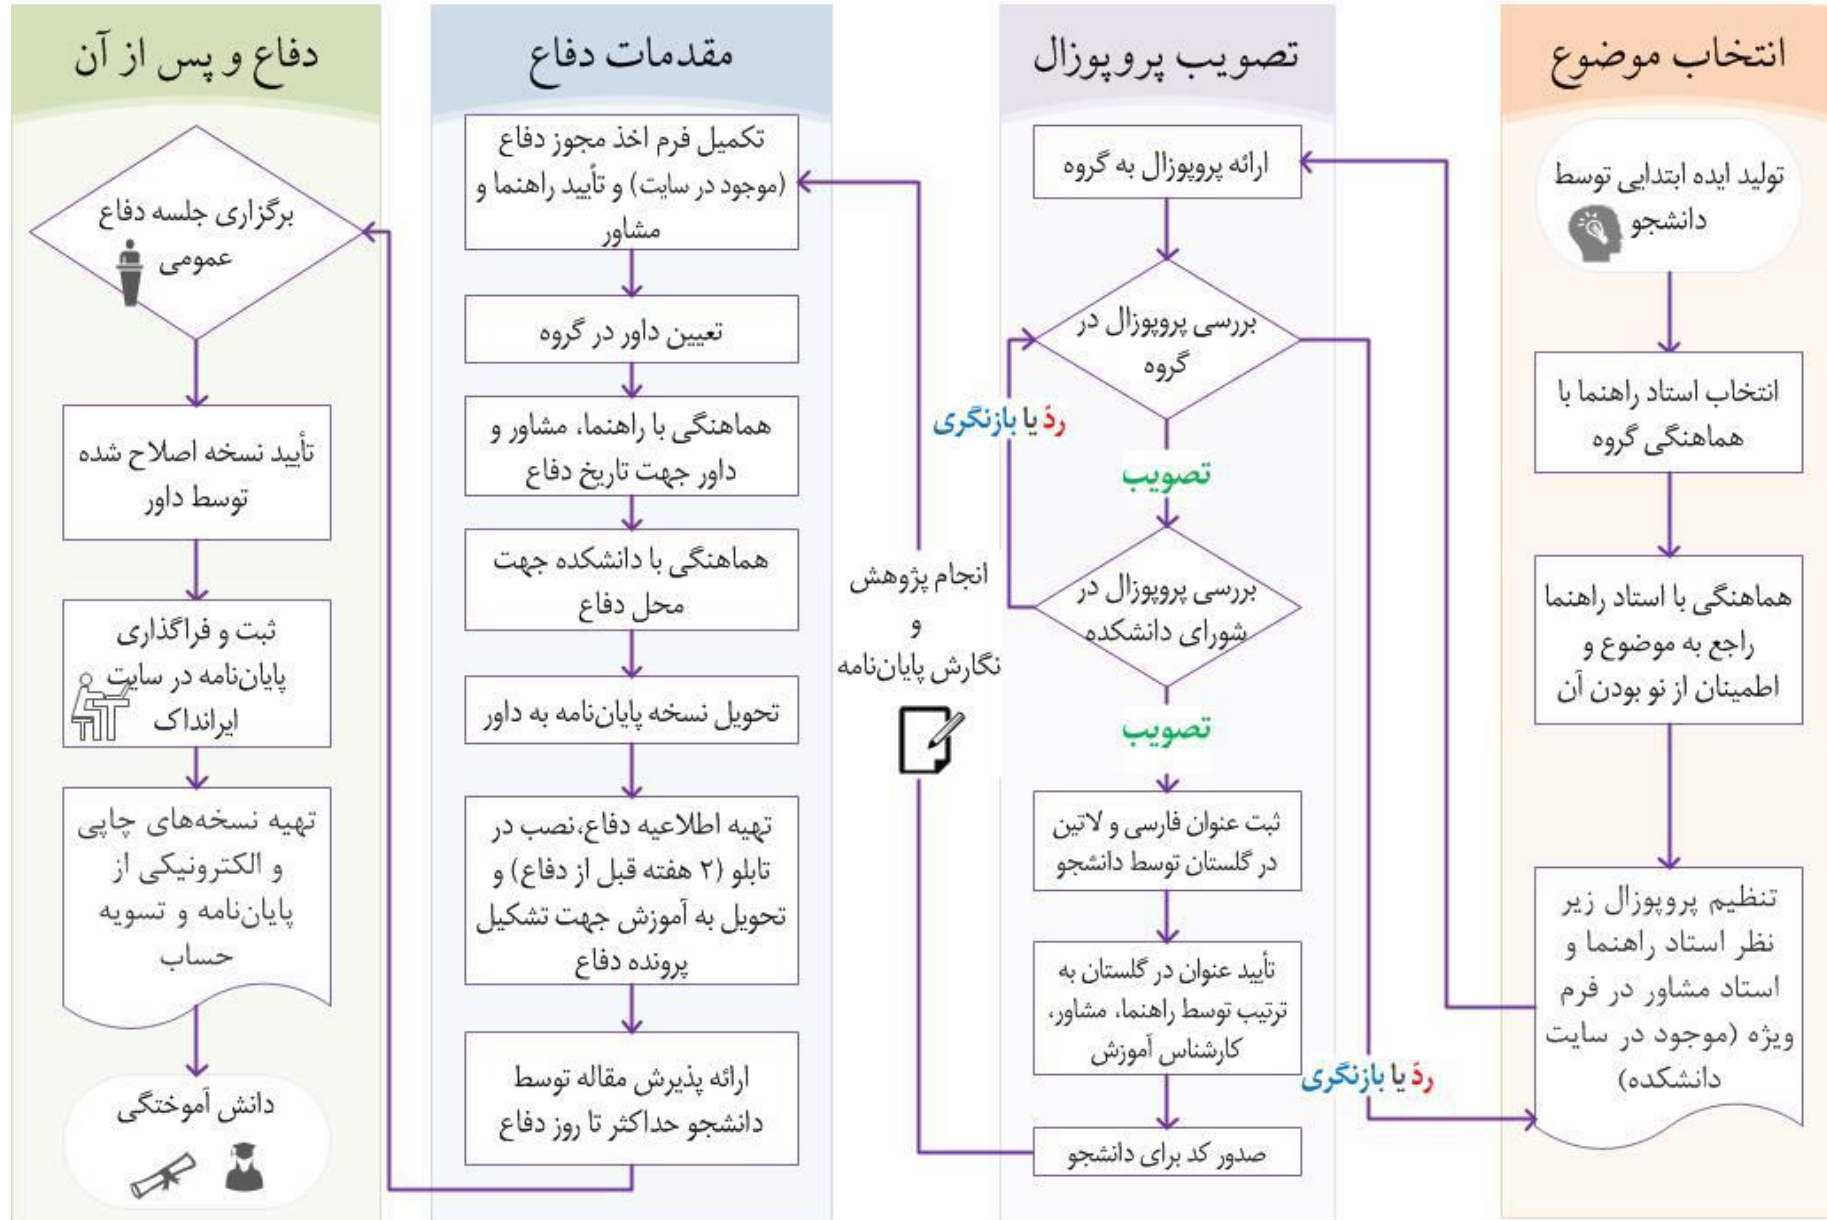 انتخاب موضوع
تولید ایده ابتدایی توسط
دانشجو
انتخاب استاد راهنما با
هماهنگی گروه
هماهنگی با استاد راهنما
راجع به موضوع و
اطمینان از نو بودن آن
تنظیم پروپوزال زیر
نظر استاد راهنما و
استاد مشاور در فرم
ویژه (موجود در سایت
دانشکده)
تصویب پروپوزال
ارائه پروپوزال به گروه
بررسی پروپوزال در
گروه
ردّ یا بازنگری
تصویب
بررسی پروپوزال در
شورای دانشکده
ردّ یا بازنگری
تصویب
ثبت عنوان فارسی و لاتین
در گلستان توسط دانشجو
تأیید عنوان در گلستان به
ترتیب توسط راهنما، مشاور،
کارشناس آموزش
صدور کد برای دانشجو
انجام پژوهش
و
نگارش پایان‌نامه
مقدمات دفاع
تکمیل فرم اخذ مجوز دفاع
(موجود در سایت) و تأیید راهنما و
مشاور
تعیین داور در گروه
هماهنگی با راهنما، مشاور و
داور جهت تاریخ دفاع
هماهنگی با دانشکده جهت
محل دفاع
تحویل نسخه پایان‌نامه به داور
تهیه اطلاعیه دفاع،نصب در
تابلو (۲ هفته قبل از دفاع) و
تحویل به آموزش جهت تشکیل
پرونده دفاع
ارائه پذیرش مقاله توسط
دانشجو حداکثر تا روز دفاع
دفاع و پس از آن
برگزاری جلسه دفاع
عمومی
تأیید نسخه اصلاح شده
توسط داور
ثبت و فراگذاری
پایان‌نامه در سایت
ایرانداک
تهیه نسخه‌های چاپی
و الکترونیکی از
پایان‌نامه و تسویه
حساب
دانش آموختگی